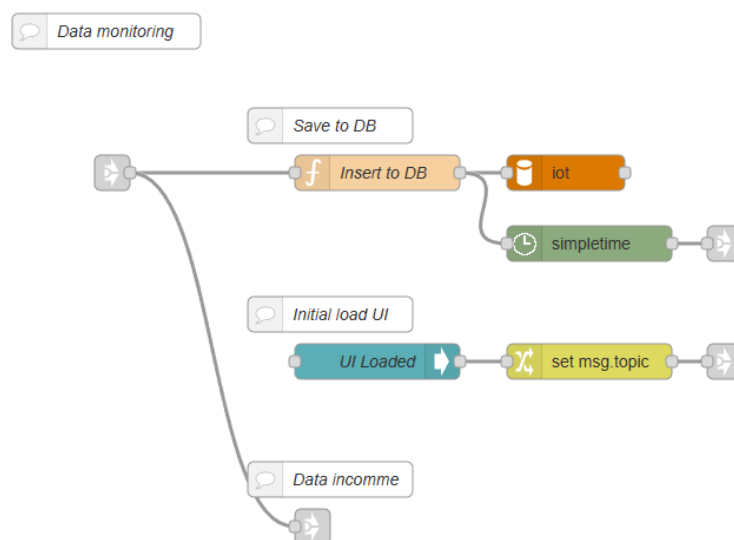 Data monitoring
Save to DB
Insert to DB
iot
simpletime
Initial load UI
UI Loaded
set msg.topic
Data incomme